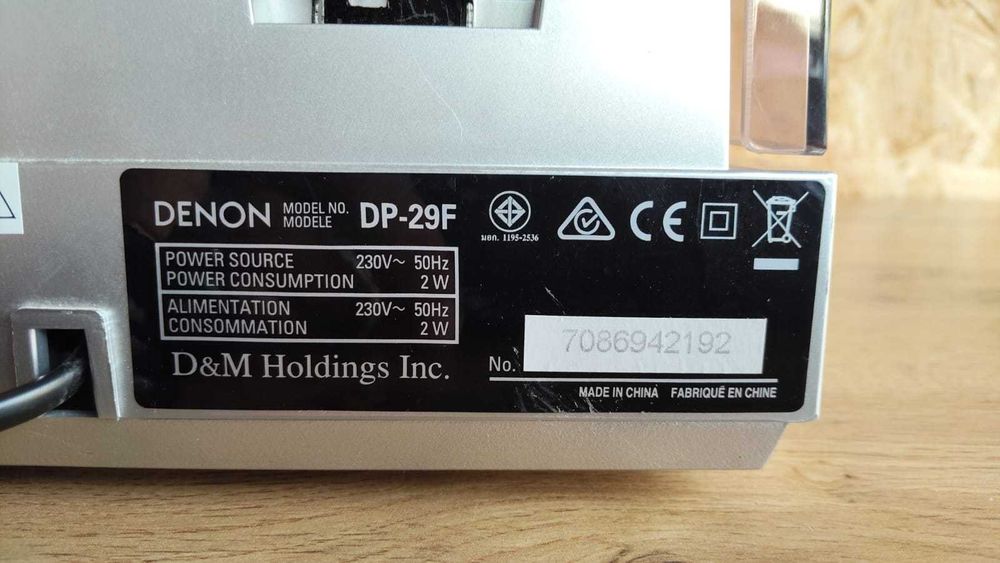 DENON MODEL NO. MODELE DP-29F
มอก. 1195-2536
CE
POWER SOURCE 230V~ 50Hz
POWER CONSUMPTION 2 W
ALIMENTATION 230V~ 50Hz
CONSOMMATION 2 W
D&M Holdings Inc.
No. 7086942192
MADE IN CHINA FABRIQUÉ EN CHINE